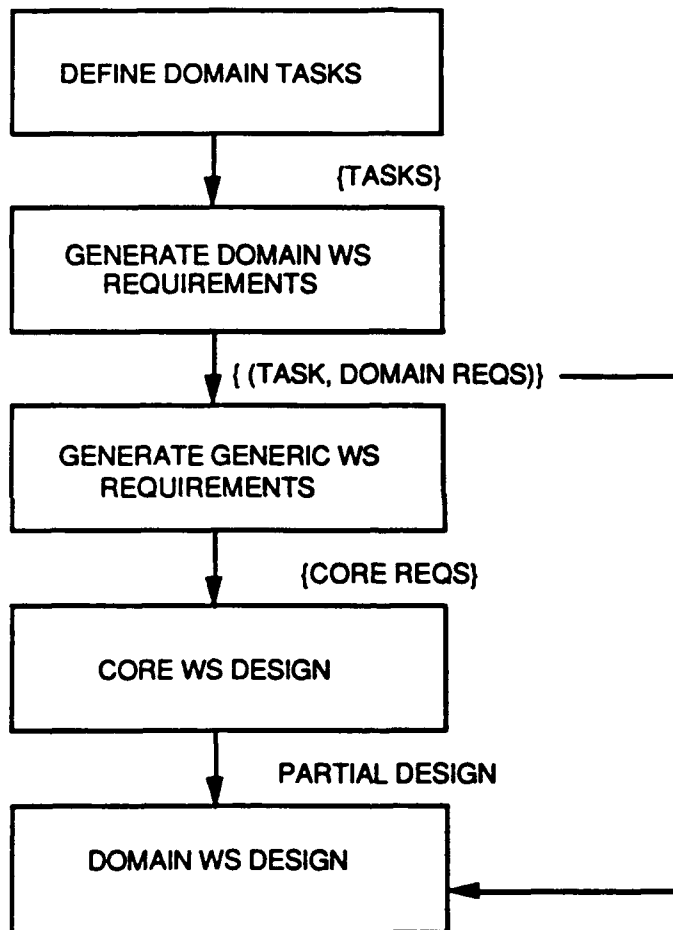 DEFINE DOMAIN TASKS
{TASKS}
GENERATE DOMAIN WS
REQUIREMENTS
{ (TASK, DOMAIN REQS)}
GENERATE GENERIC WS
REQUIREMENTS
{CORE REQS}
CORE WS DESIGN
PARTIAL DESIGN
DOMAIN WS DESIGN